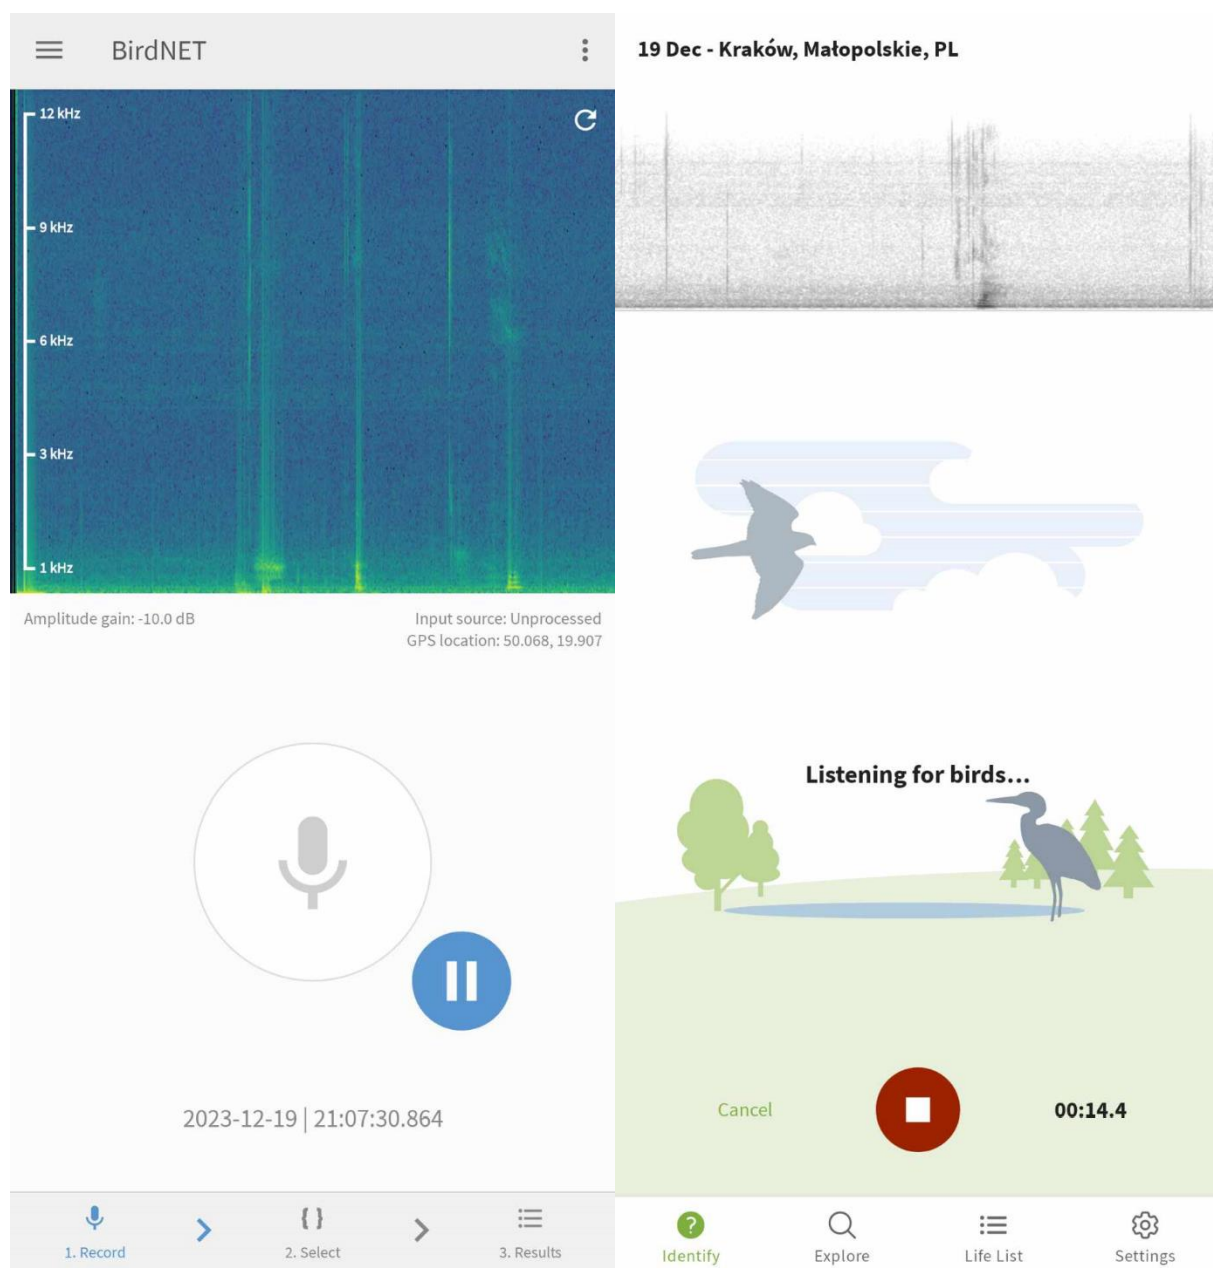 BirdNET
12 kHz
9 kHz
6 kHz
3 kHz
1 kHz
Amplitude gain: -10.0 dB
Input source: Unprocessed
GPS location: 50.068, 19.907
2023-12-19 | 21:07:30.864
1. Record
2. Select
3. Results
19 Dec - Kraków, Małopolskie, PL
Listening for birds...
Cancel
00:14.4
Identify
Explore
Life List
Settings